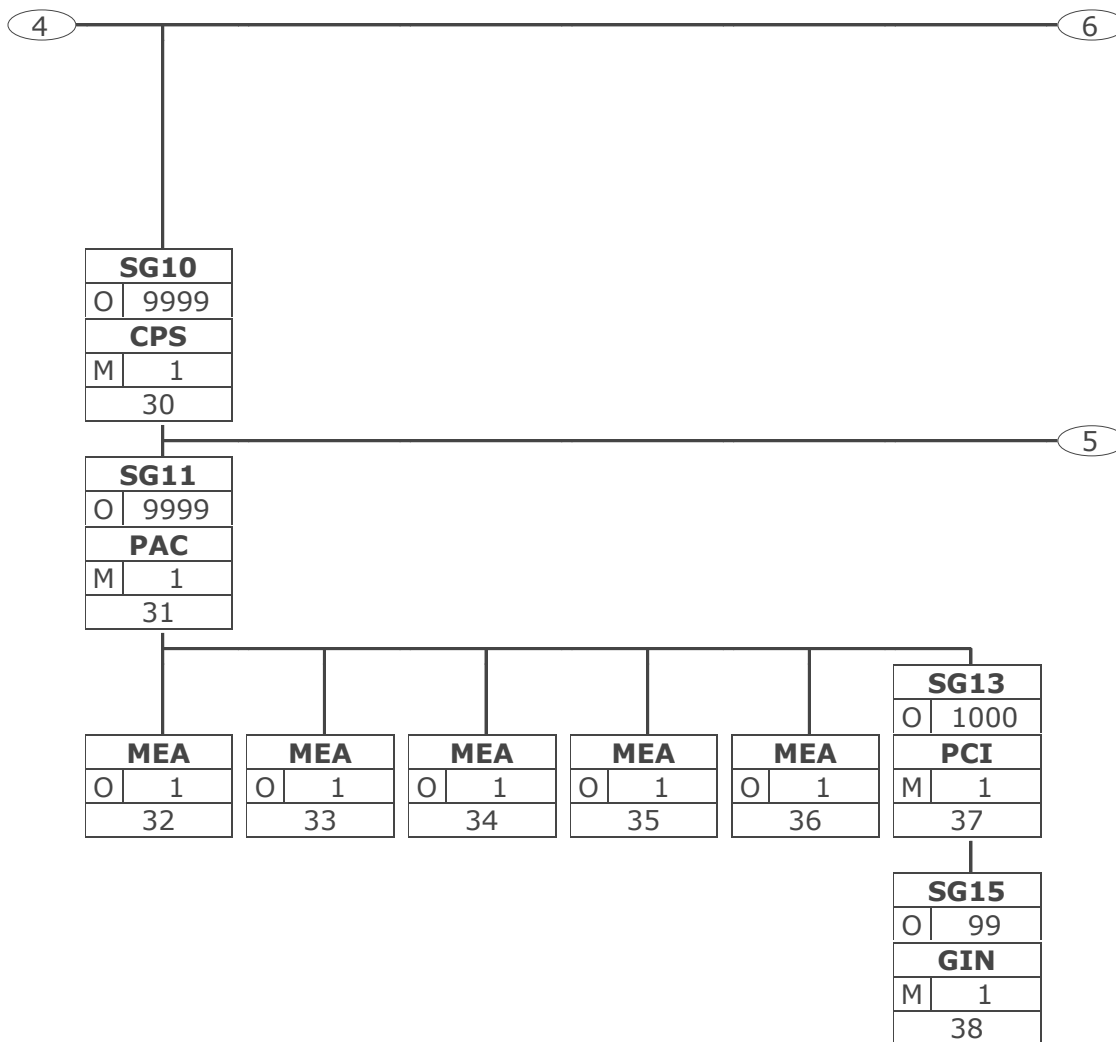 4
6
SG10
O 9999
CPS
M 1
30
5
SG11
O 9999
PAC
M 1
31
SG13
O 1000
MEA MEA MEA MEA MEA PCI
O 1 O 1 O 1 O 1 O 1 M 1
32 33 34 35 36 37
SG15
O 99
GIN
M 1
38